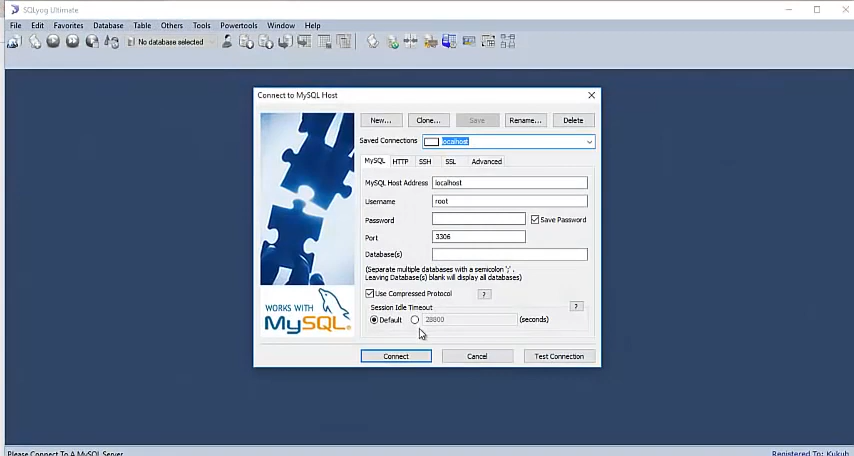 SQLyog Ultimate
File Edit Favorites Database Table Others Tools Powertools Window Help
No database selected
Connect to MySQL Host
New... Clone... Save Rename... Delete
Saved Connections localhost
MySQL HTTP SSH SSL Advanced
MySQL Host Address localhost
Username root
Password Save Password
Port 3306
Database(s)
(Separate multiple databases with a semicolon ';' .
Leaving Database(s) blank will display all databases)
Use Compressed Protocol ?
Session Idle Timeout ?
Default 28800 (seconds)
WORKS WITH
MySQL
Connect Cancel Test Connection
Please Connect To A MySQL Server Registered To: Kukuh